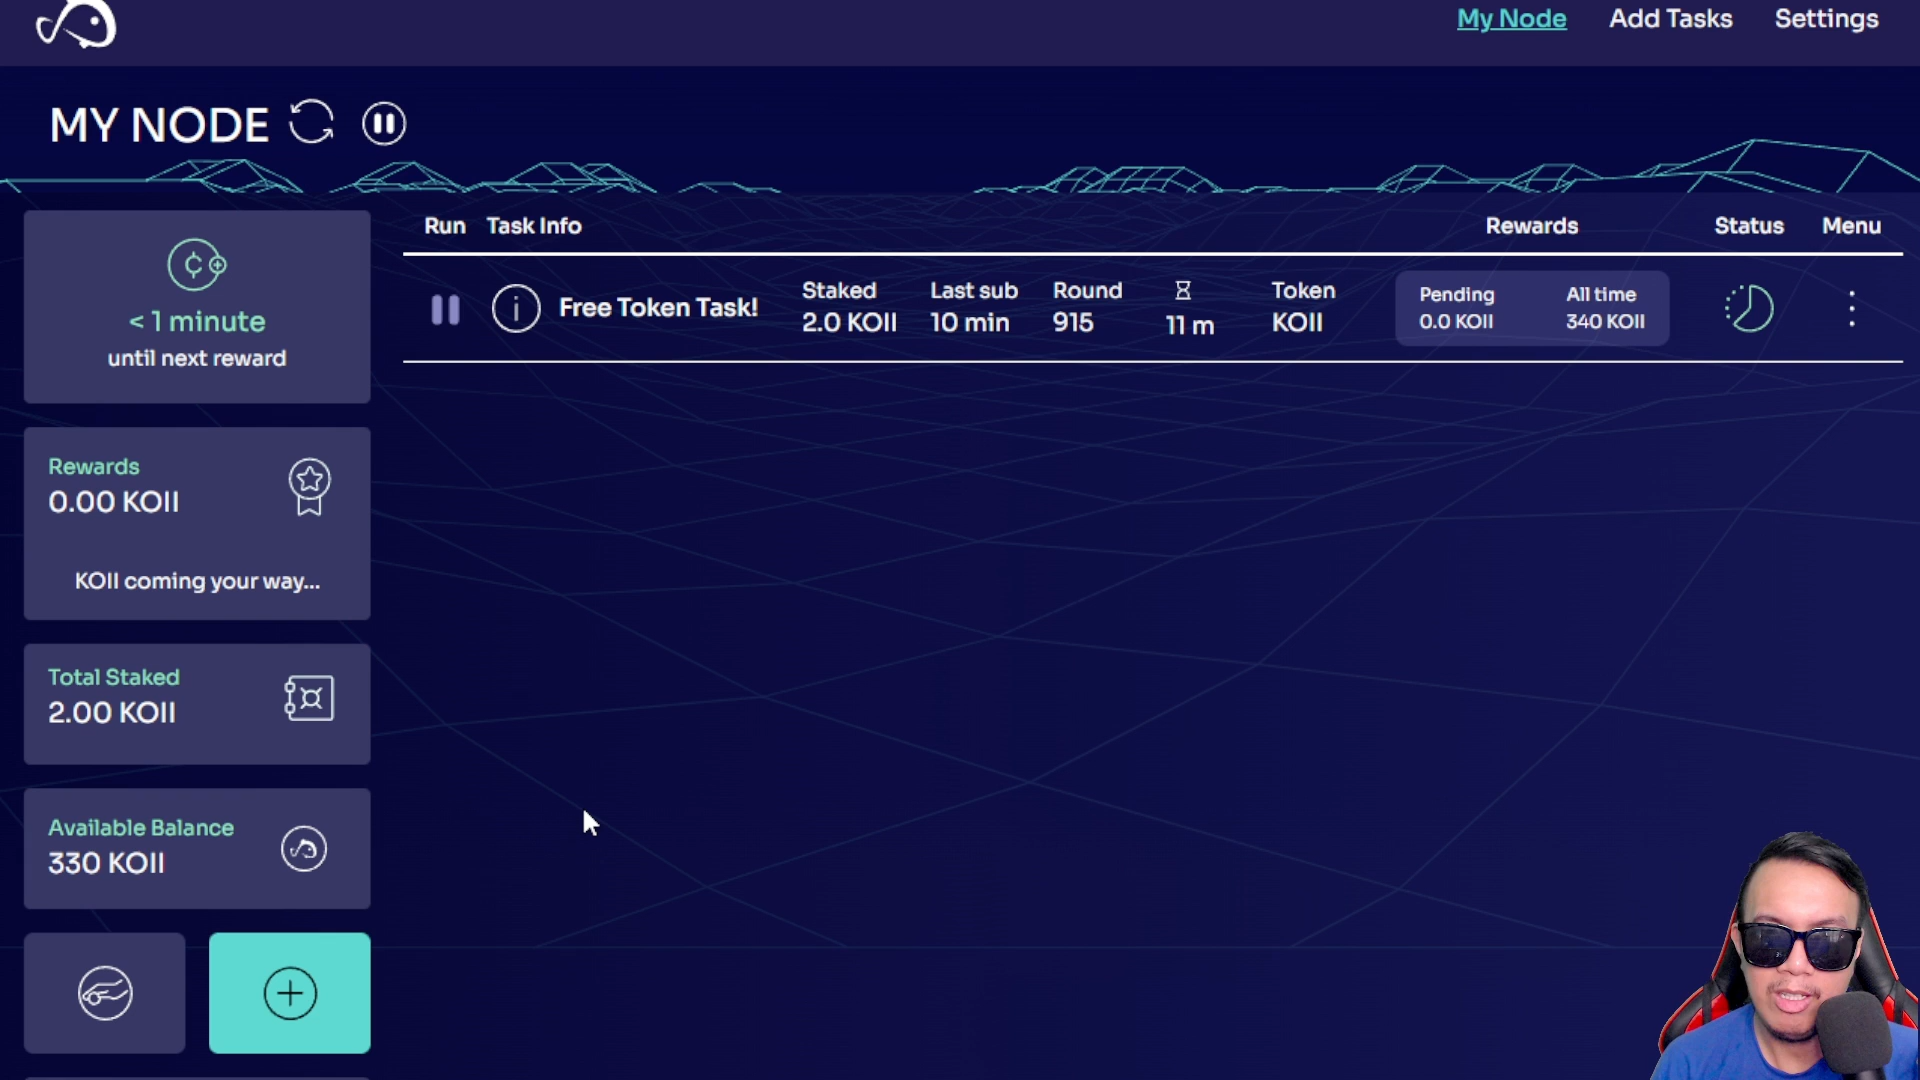 My Node Add Tasks Settings
MY NODE
Run Task Info Rewards Status Menu
< 1 minute
until next reward
Free Token Task!
Staked
2.0 KOII
Last sub
10 min
Round
915
11 m
Token
KOII
Pending
0.0 KOII
All time
340 KOII
Rewards
0.00 KOII
KOII coming your way...
Total Staked
2.00 KOII
Available Balance
330 KOII